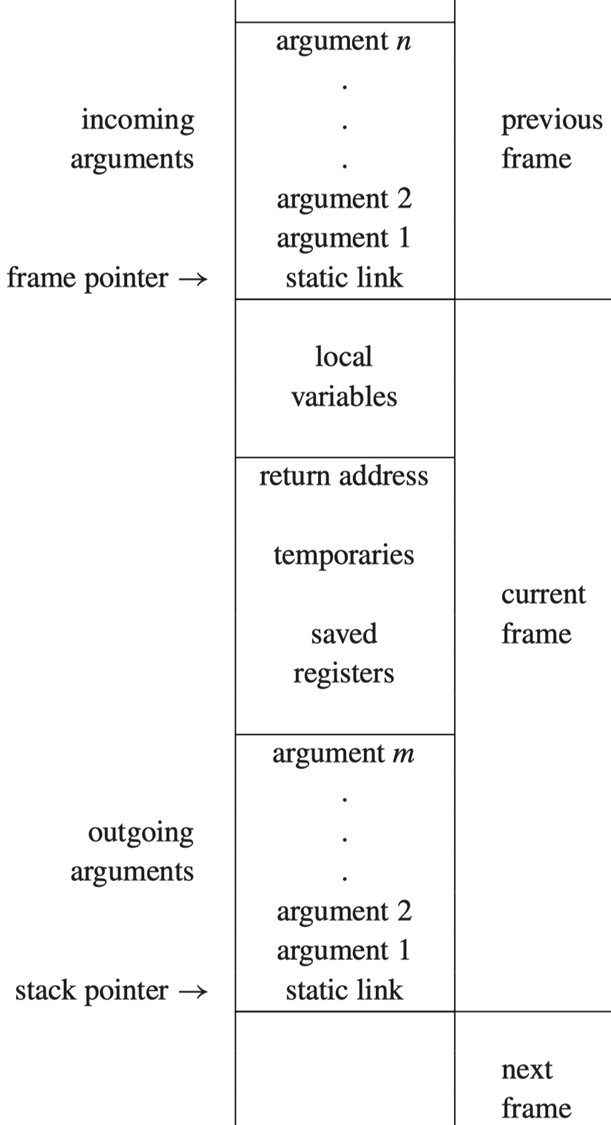 argument n
.
incoming . previous
arguments . frame
argument 2
argument 1
frame pointer → static link
local
variables
return address
temporaries
current
saved frame
registers
argument m
.
outgoing .
arguments .
argument 2
argument 1
stack pointer → static link
next
frame